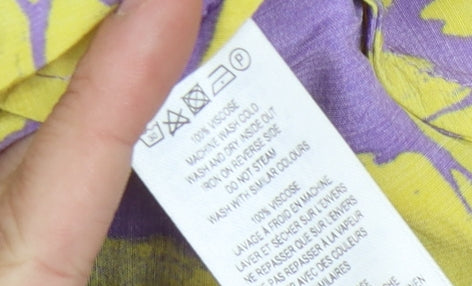 P
100% VISCOSE
MACHINE WASH COLD
WASH AND DRY INSIDE OUT
IRON ON REVERSE SIDE
DO NOT STEAM
WASH WITH SIMILAR COLOURS
100% VISCOSE
LAVAGE À FROID EN MACHINE
LAVER ET SÉCHER SUR L'ENVERS
NE REPASSER QUE SUR L'ENVERS
PAS REPASSER À LA VAPEUR
AVEC DES COULEURS